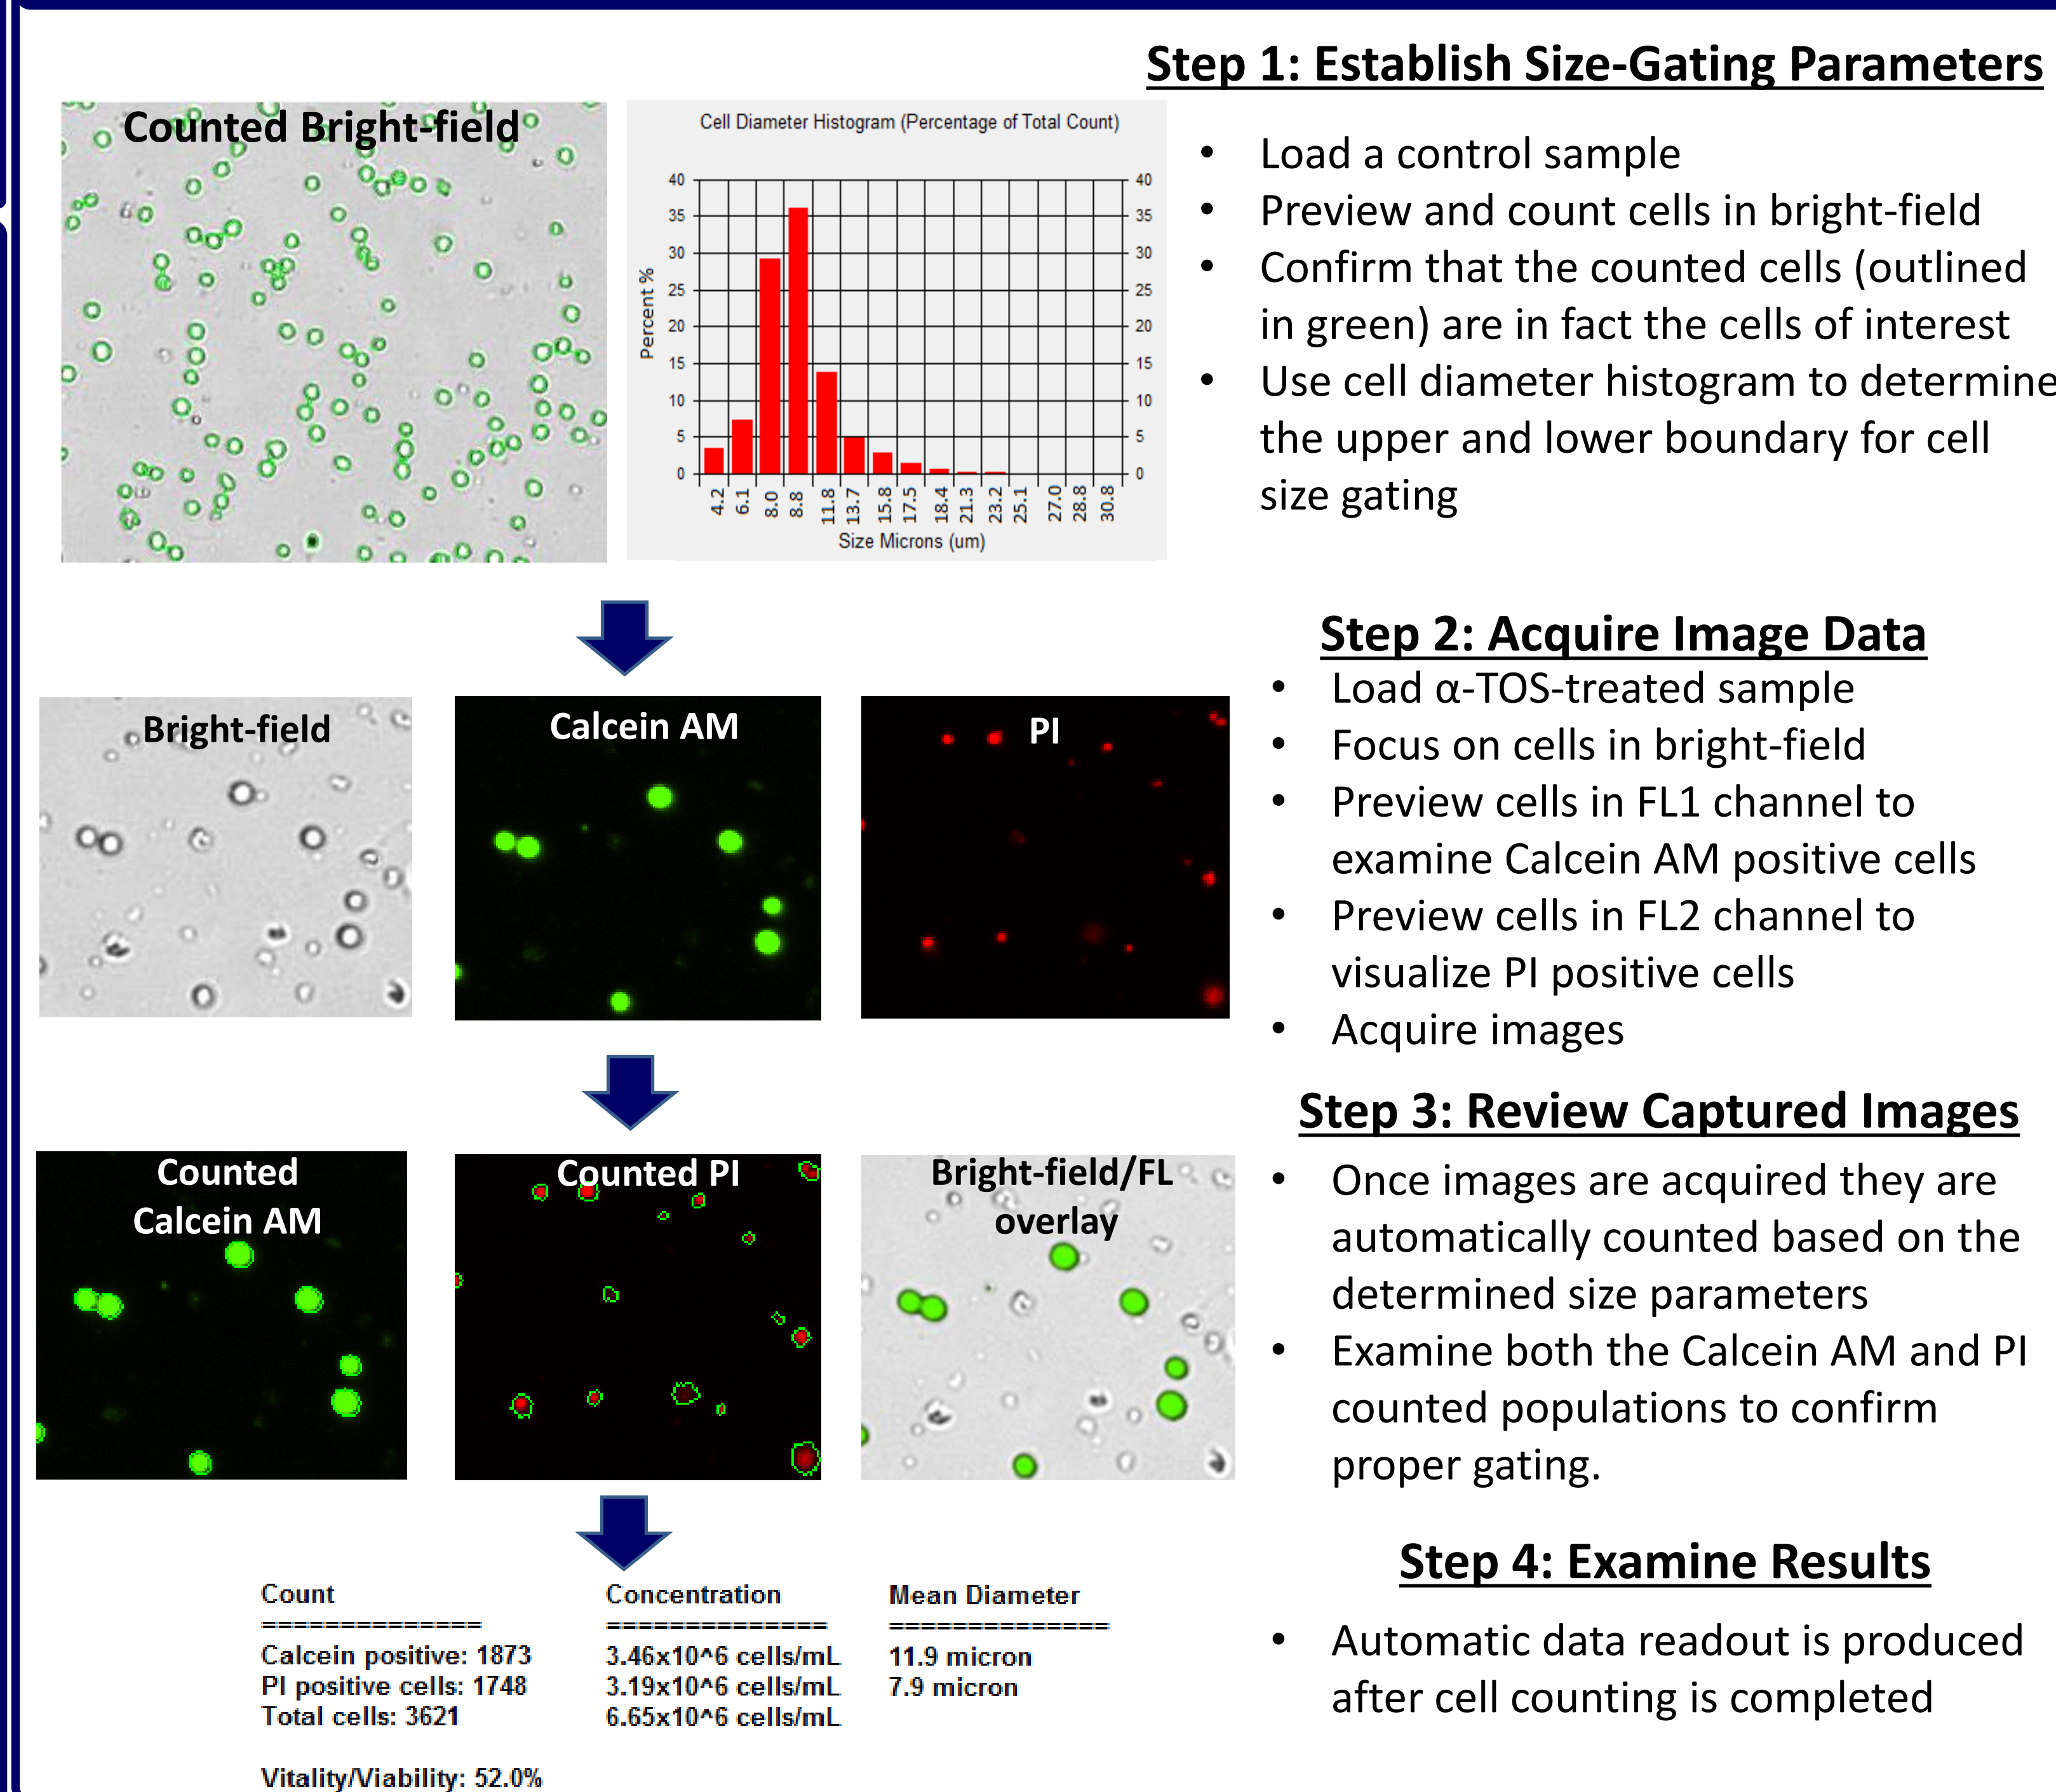 Step 1: Establish Size-Gating Parameters
Counted Bright-field
Cell Diameter Histogram (Percentage of Total Count)
40
35
30
25
20
15
10
5
0
40
35
30
25
20
15
10
5
0
Percent %
4.2
6.1
8.0
8.8
11.8
13.7
15.8
17.5
18.4
21.3
23.2
25.1
27.0
28.8
30.8
Size Microns (um)
• Load a control sample
• Preview and count cells in bright-field
• Confirm that the counted cells (outlined
in green) are in fact the cells of interest
• Use cell diameter histogram to determine
the upper and lower boundary for cell
size gating
Step 2: Acquire Image Data
Bright-field
Calcein AM
PI
• Load α-TOS-treated sample
• Focus on cells in bright-field
• Preview cells in FL1 channel to
examine Calcein AM positive cells
• Preview cells in FL2 channel to
visualize PI positive cells
• Acquire images
Step 3: Review Captured Images
Counted
Calcein AM
Counted PI
Bright-field/FL
overlay
• Once images are acquired they are
automatically counted based on the
determined size parameters
• Examine both the Calcein AM and PI
counted populations to confirm
proper gating.
Step 4: Examine Results
• Automatic data readout is produced
after cell counting is completed
Count Concentration Mean Diameter
============== ============== ==============
Calcein positive: 1873 3.46x10^6 cells/mL 11.9 micron
PI positive cells: 1748 3.19x10^6 cells/mL 7.9 micron
Total cells: 3621 6.65x10^6 cells/mL
Vitality/Viability: 52.0%